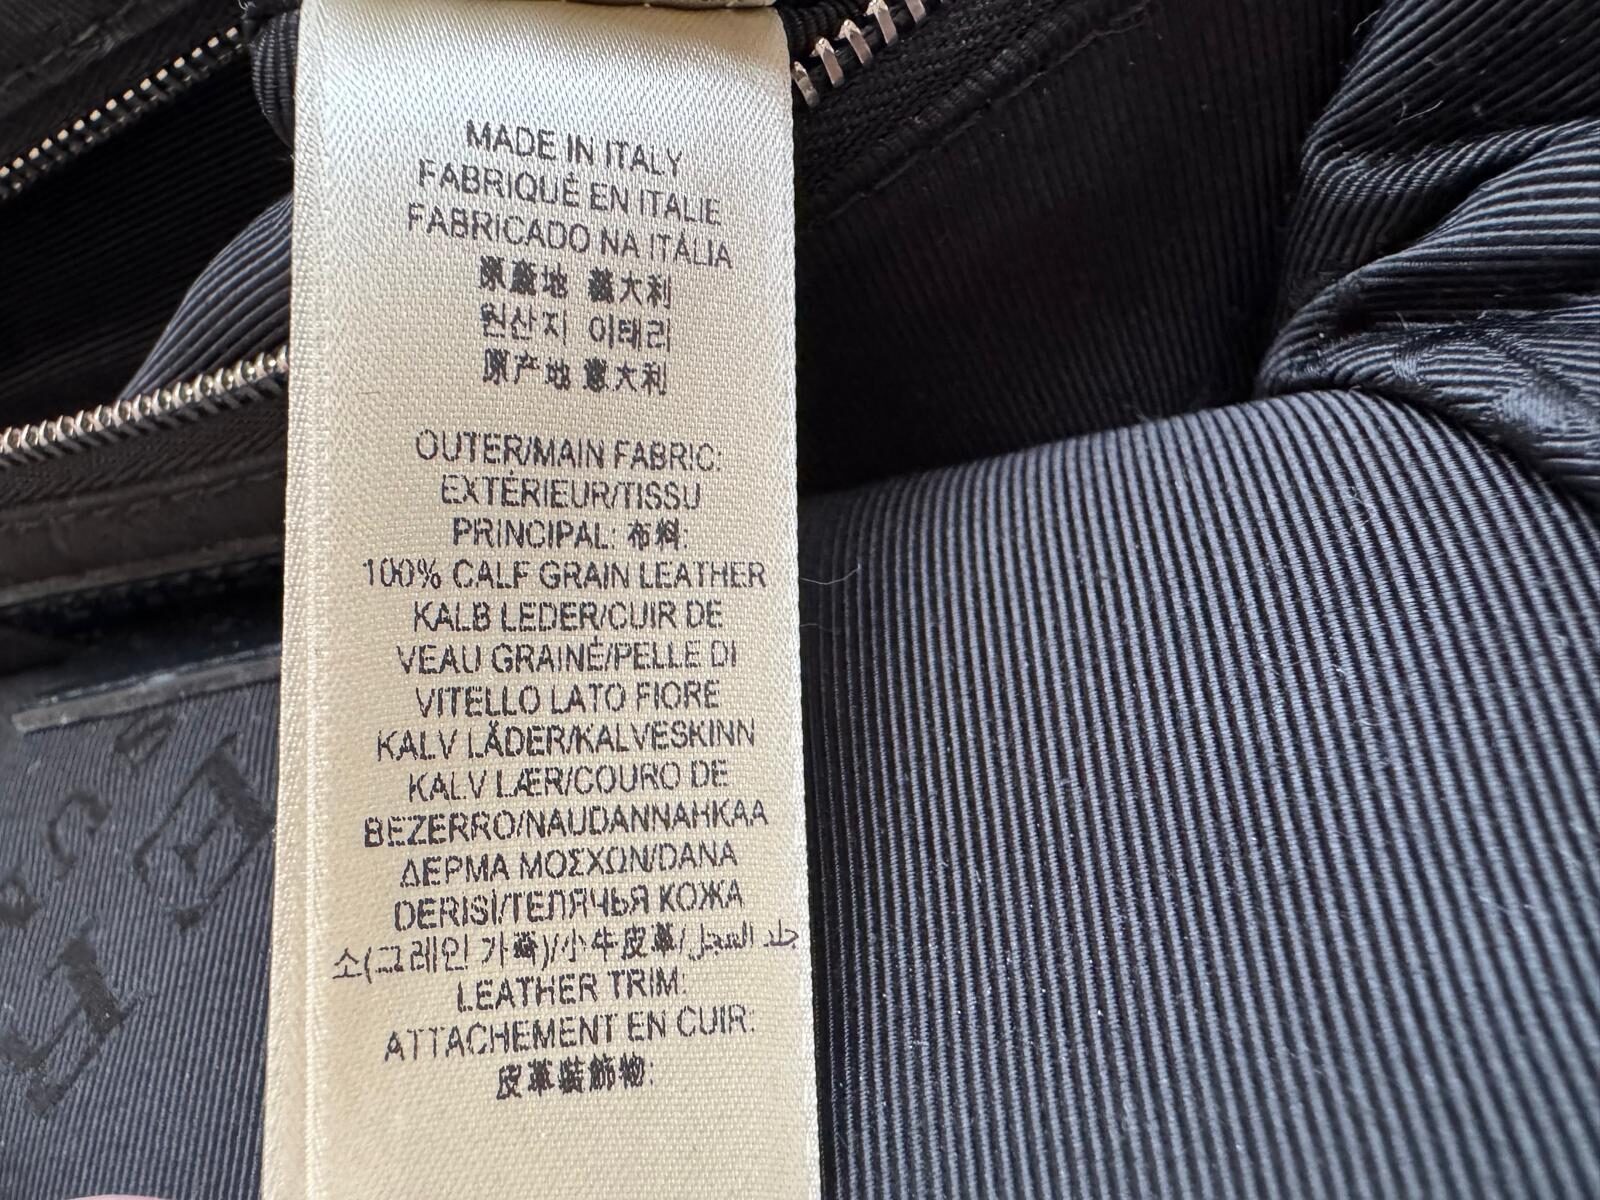 MADE IN ITALY
FABRIQUÉ EN ITALIE
FABRICADO NA ITÁLIA
原產地 義大利
원산지 이태리
原产地 意大利
OUTER/MAIN FABRIC:
EXTÉRIEUR/TISSU
PRINCIPAL: 布料:
100% CALF GRAIN LEATHER
KALB LEDER/CUIR DE
VEAU GRAINÉ/PELLE DI
VITELLO LATO FIORE
KALV LÄDER/KALVESKINN
KALV LÆR/COURO DE
BEZERRO/NAUDANNAHKAA
ΔΕΡΜΑ ΜΟΣΧΩΝ/DANA
DERISİ/ТЕЛЯЧЬЯ КОЖА
소(그레인 가죽)/小牛皮革/جلد العجل
LEATHER TRIM:
ATTACHEMENT EN CUIR:
皮革裝飾物: